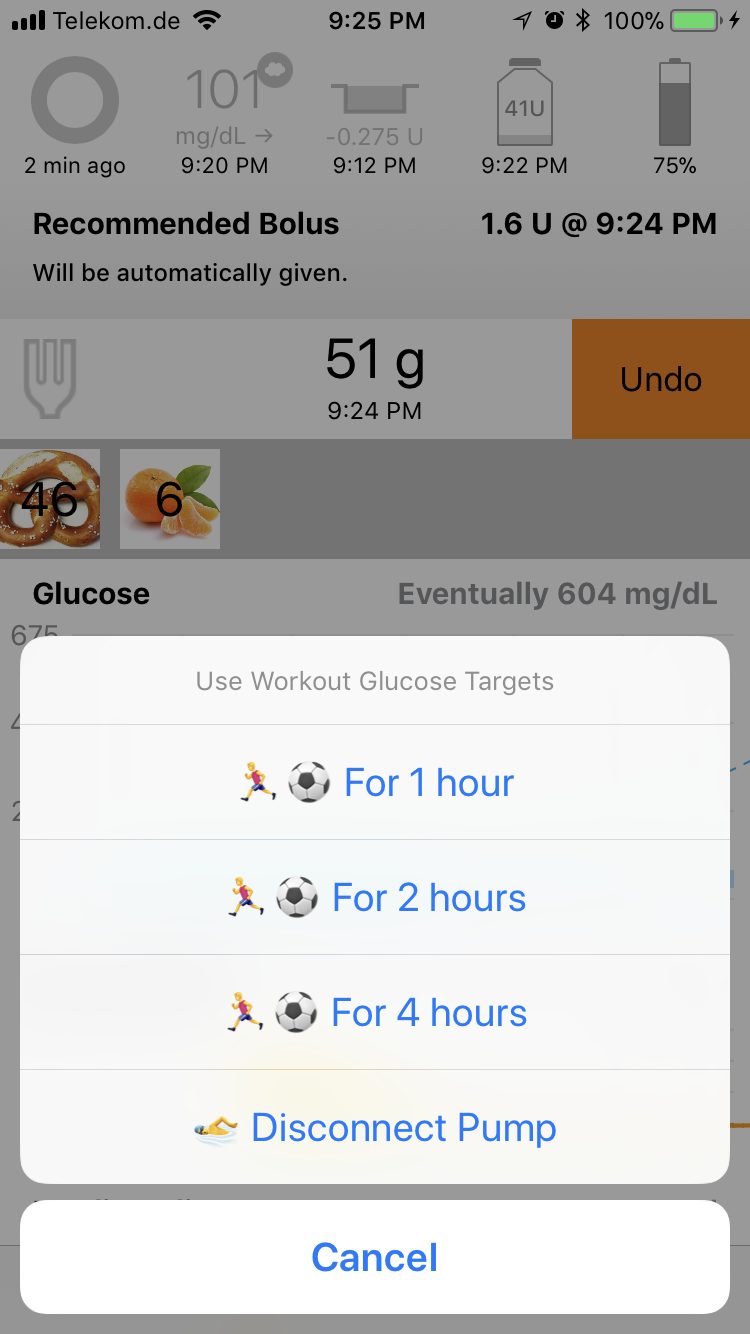 Telekom.de 9:25 PM 100%
101 41U
mg/dL → -0.275 U
2 min ago 9:20 PM 9:12 PM 9:22 PM 75%
Recommended Bolus 1.6 U @ 9:24 PM
Will be automatically given.
51 g Undo
9:24 PM
46 6
Glucose Eventually 604 mg/dL
675
Use Workout Glucose Targets
For 1 hour
For 2 hours
For 4 hours
Disconnect Pump
Cancel